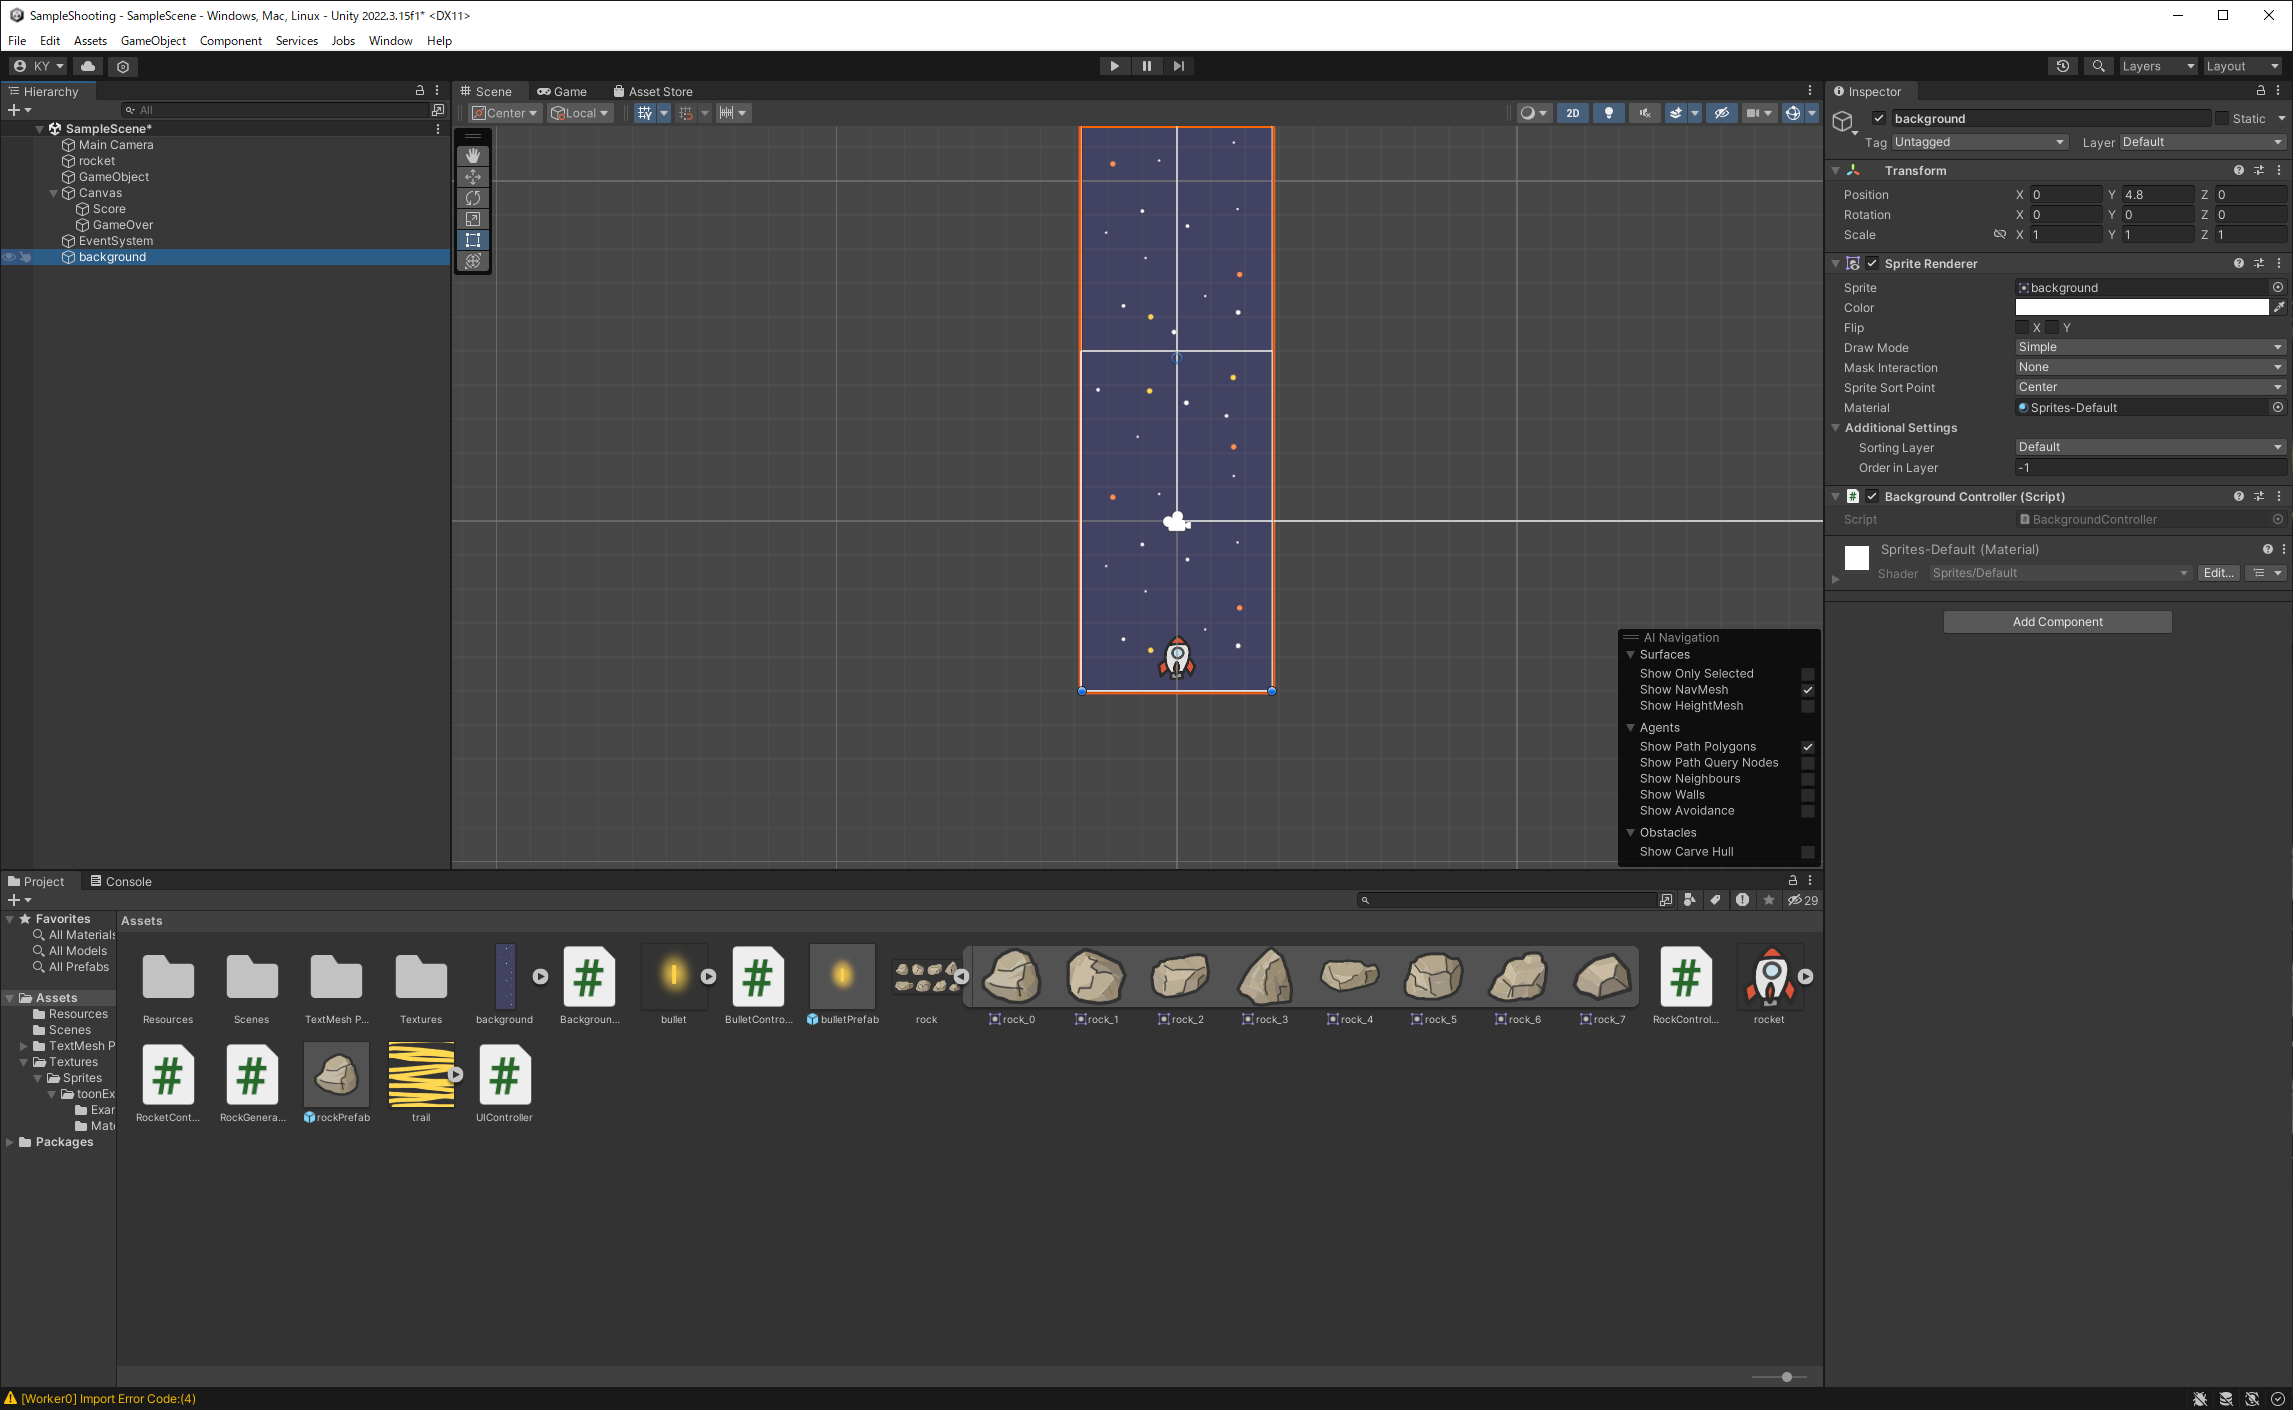 SampleShooting - SampleScene - Windows, Mac, Linux - Unity 2022.3.15f1* <DX11>
File Edit Assets GameObject Component Services Jobs Window Help
KY
Layers
Layout
Hierarchy
All
SampleScene*
Main Camera
rocket
GameObject
Canvas
Score
GameOver
EventSystem
background
Scene Game Asset Store
Center Local
2D
AI Navigation
Surfaces
Show Only Selected
Show NavMesh
Show HeightMesh
Agents
Show Path Polygons
Show Path Query Nodes
Show Neighbours
Show Walls
Show Avoidance
Obstacles
Show Carve Hull
Inspector
background
Static
Tag Untagged Layer Default
Transform
Position X 0 Y 4.8 Z 0
Rotation X 0 Y 0 Z 0
Scale X 1 Y 1 Z 1
Sprite Renderer
Sprite background
Color
Flip X Y
Draw Mode Simple
Mask Interaction None
Sprite Sort Point Center
Material Sprites-Default
Additional Settings
Sorting Layer Default
Order in Layer -1
# Background Controller (Script)
Script BackgroundController
Sprites-Default (Material)
Shader Sprites/Default Edit...
Add Component
Project Console
29
Favorites
All Materials
All Models
All Prefabs
Assets
Resources
Scenes
TextMesh P
Textures
Sprites
toonEx
Exar
Mate
Packages
Assets
Resources Scenes TextMesh P... Textures background Backgroun... bullet BulletContro... bulletPrefab rock rock_0 rock_1 rock_2 rock_3 rock_4 rock_5 rock_6 rock_7 RockControl... rocket
RocketCont... RockGenera... rockPrefab trail UIController
[Worker0] Import Error Code:(4)